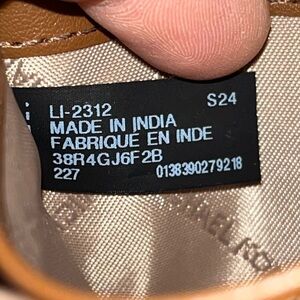 LI-2312 S24
MADE IN INDIA
FABRIQUE EN INDE
38R4GJ6F2B
227 0138390279218